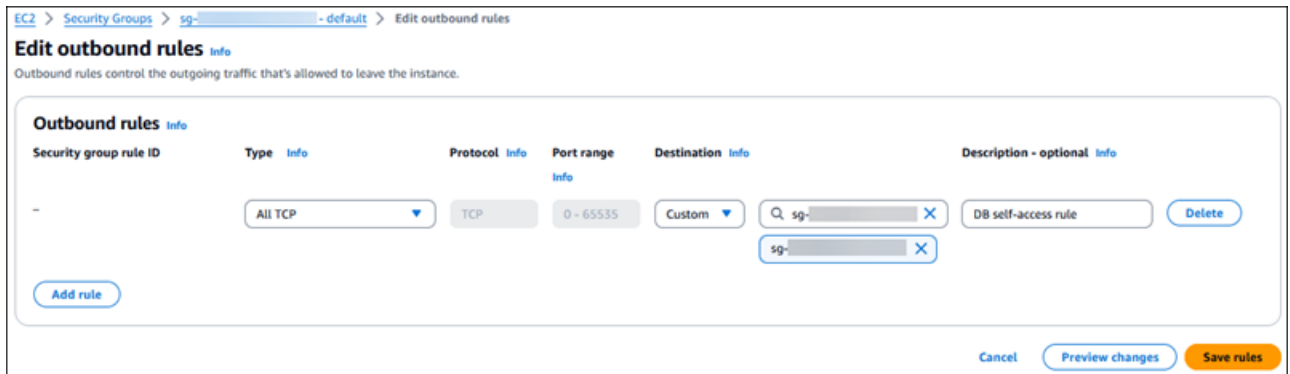 EC2 > Security Groups > sg- - default > Edit outbound rules
Edit outbound rules Info
Outbound rules control the outgoing traffic that's allowed to leave the instance.
Outbound rules Info
Security group rule ID Type Info Protocol Info Port range Info Destination Info Description - optional Info
– All TCP TCP 0 - 65535 Custom sg- DB self-access rule Delete
sg-
Add rule
Cancel Preview changes Save rules